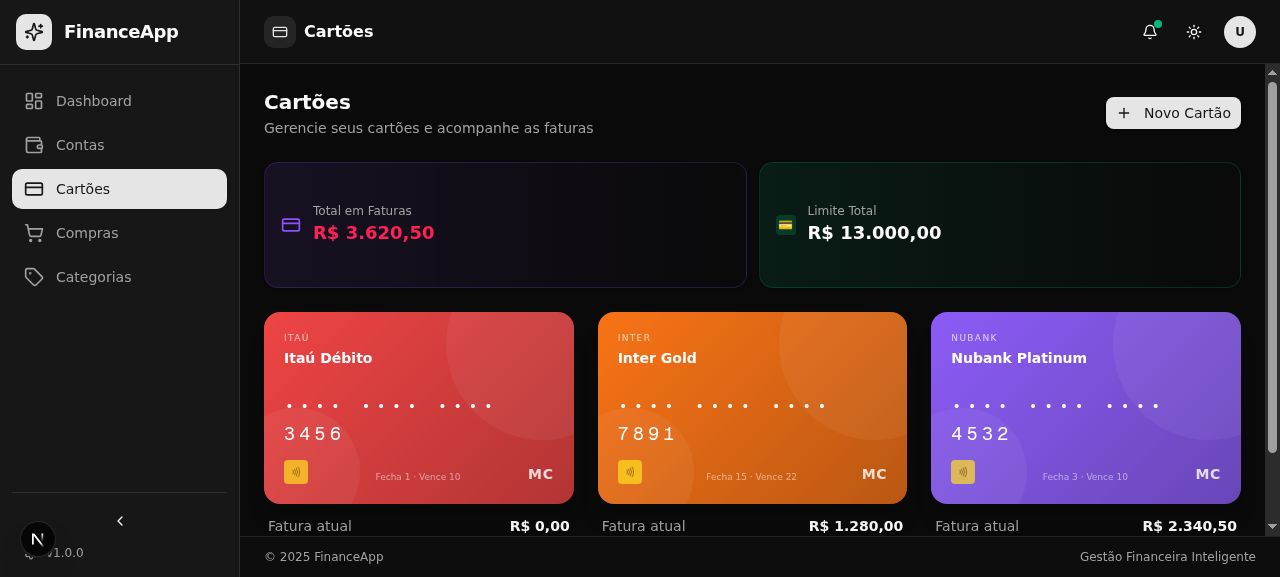 FinanceApp
Dashboard
Contas
Cartões
Compras
Categorias
N
v1.0.0
Cartões
U
Cartões
Gerencie seus cartões e acompanhe as faturas
Novo Cartão
Total em Faturas
R$ 3.620,50
Limite Total
R$ 13.000,00
ITAÚ
Itaú Débito
•••• •••• ••••
3456
Fecha 1 · Vence 10
MC
Fatura atual
R$ 0,00
INTER
Inter Gold
•••• •••• ••••
7891
Fecha 15 · Vence 22
MC
Fatura atual
R$ 1.280,00
NUBANK
Nubank Platinum
•••• •••• ••••
4532
Fecha 3 · Vence 10
MC
Fatura atual
R$ 2.340,50
© 2025 FinanceApp
Gestão Financeira Inteligente